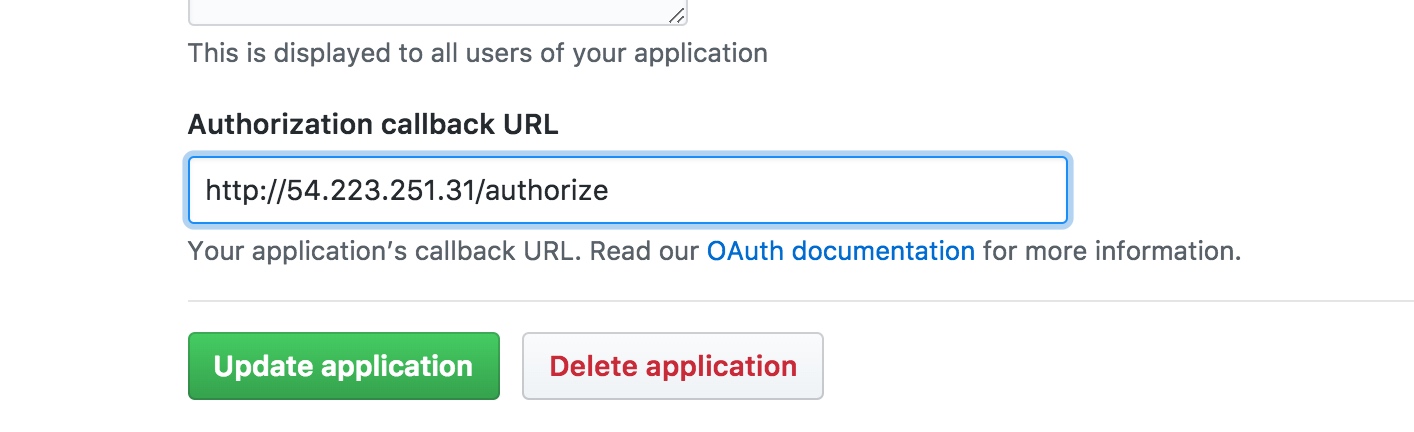 This is displayed to all users of your application
Authorization callback URL
http://54.223.251.31/authorize
Your application’s callback URL. Read our OAuth documentation for more information.
Update application
Delete application